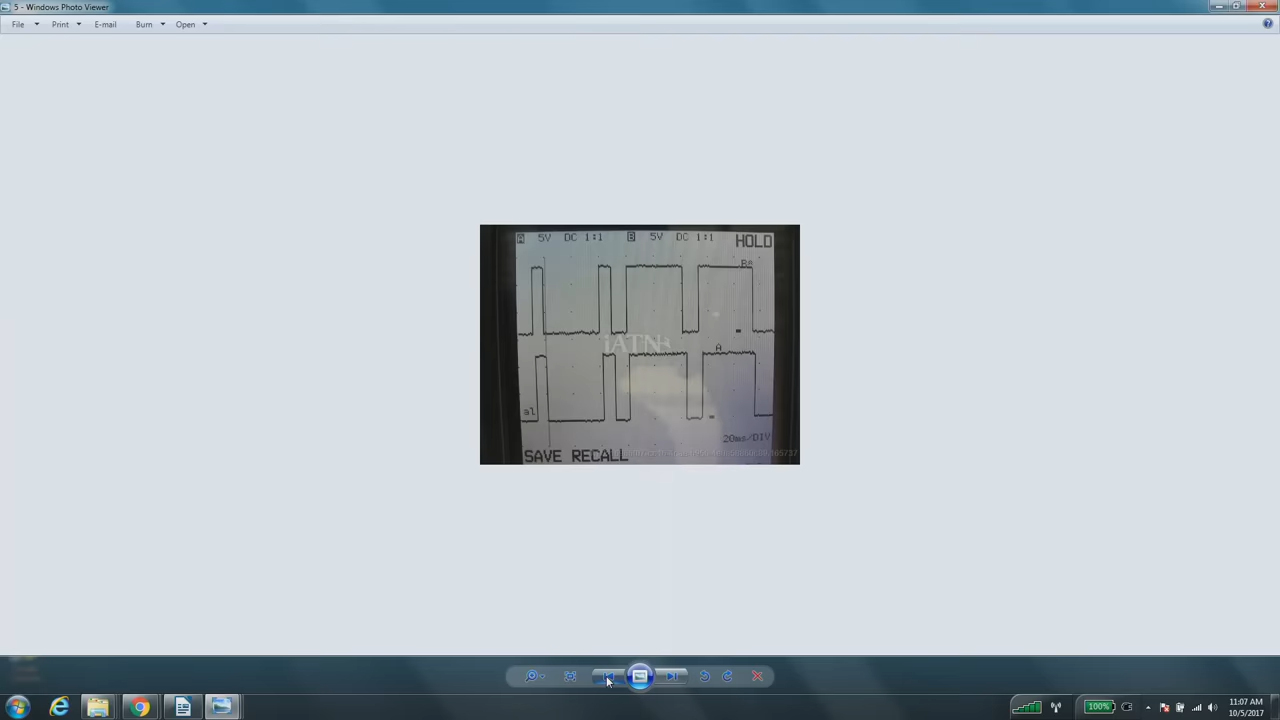 5 - Windows Photo Viewer
File Print E-mail Burn Open
A 5V DC 1:1 B 5V DC 1:1 HOLD
B
iATN
A
20ms/DIV
SAVE RECALL
100%
11:07 AM
10/5/2017